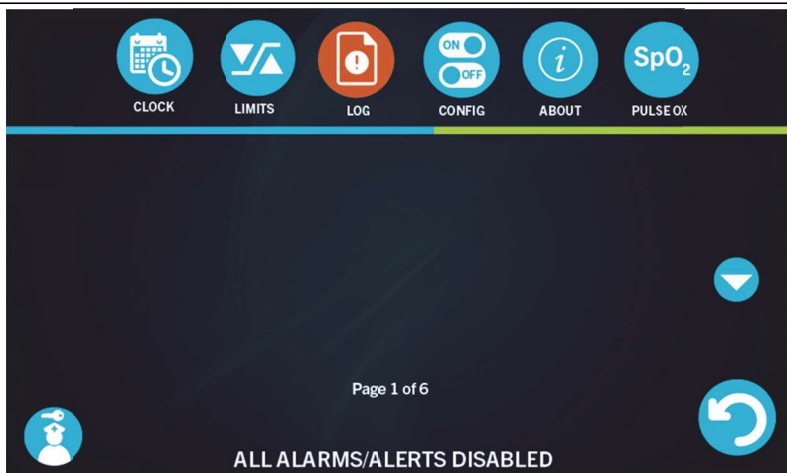 ON
OFF
i
SpO2
CLOCK
LIMITS
LOG
CONFIG
ABOUT
PULSE OX
Page 1 of 6
ALL ALARMS/ALERTS DISABLED